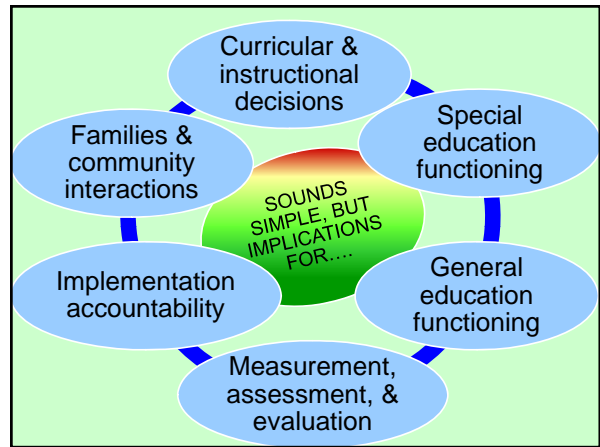 Curricular &
instructional
decisions
Special
education
functioning
General
education
functioning
Measurement,
assessment, &
evaluation
Implementation
accountability
Families &
community
interactions
SOUNDS
SIMPLE, BUT
IMPLICATIONS
FOR….